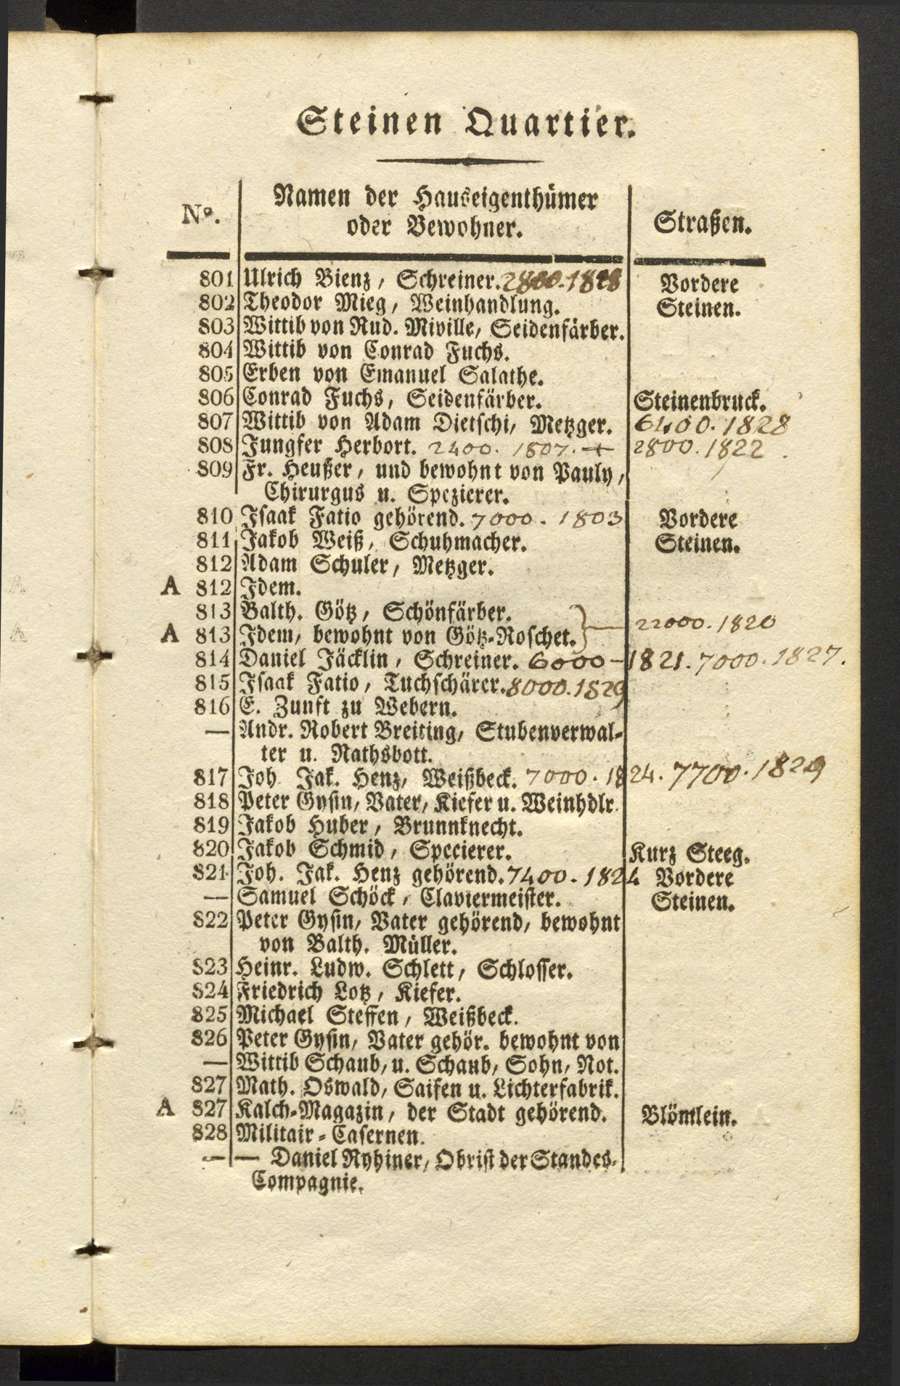 Steinen Quartier.
Nº. Namen der Hauseigenthümer oder Bewohner. Straßen.
801 Ulrich Bienz, Schreiner. 1828 Vordere
802 Theodor Mieg, Weinhandlung. Steinen.
803 Wittib von Rud. Miville, Seidenfärber.
804 Wittib von Conrad Fuchs.
805 Erben von Emanuel Salathe.
806 Conrad Fuchs, Seidenfärber. Steinenbruck.
807 Wittib von Adam Dietschi, Metzger. 6400. 1828
808 Jungfer Herbort. 2400. 1807. + 2800. 1822
809 Fr. Heußer, und bewohnt von Pauly,
Chirurgus u. Spezierer.
810 Isaak Fatio gehörend. 7000. 1803 Vordere
811 Jakob Weiß, Schuhmacher. Steinen.
812 Adam Schuler, Metzger.
A 812 Idem.
813 Balth. Götz, Schönfärber.
A 813 Idem, bewohnt von Götz-Roschet. } 22000. 1820
814 Daniel Jäcklin, Schreiner. 6000 - 1821. 7000. 1827.
815 Isaak Fatio, Tuchschärer. 8000. 1829
816 E. Zunft zu Webern.
— Andr. Robert Breiting, Stubenverwal-
ter u. Rathsbott.
817 Joh. Jak. Henz, Weißbeck. 7000. 1824. 7700. 1829
818 Peter Gysin, Vater, Kiefer u. Weinhdlr.
819 Jakob Huber, Brunnknecht.
820 Jakob Schmid, Specierer. Kurz Steeg.
821 Joh. Jak. Henz gehörend. 7400. 1824 Vordere
— Samuel Schöck, Claviermeister. Steinen.
822 Peter Gysin, Vater gehörend, bewohnt
von Balth. Müller.
823 Heinr. Ludw. Schlett, Schlosser.
824 Friedrich Lotz, Kiefer.
825 Michael Steffen, Weißbeck.
826 Peter Gysin, Vater gehör. bewohnt von
— Wittib Schaub, u. Schaub, Sohn, Not.
827 Math. Oswald, Saifen u. Lichterfabrik.
A 827 Kalch-Magazin, der Stadt gehörend. Blömlein.
828 Militair-Casernen.
— — Daniel Ryhiner, Obrist der Standes-
Compagnie.